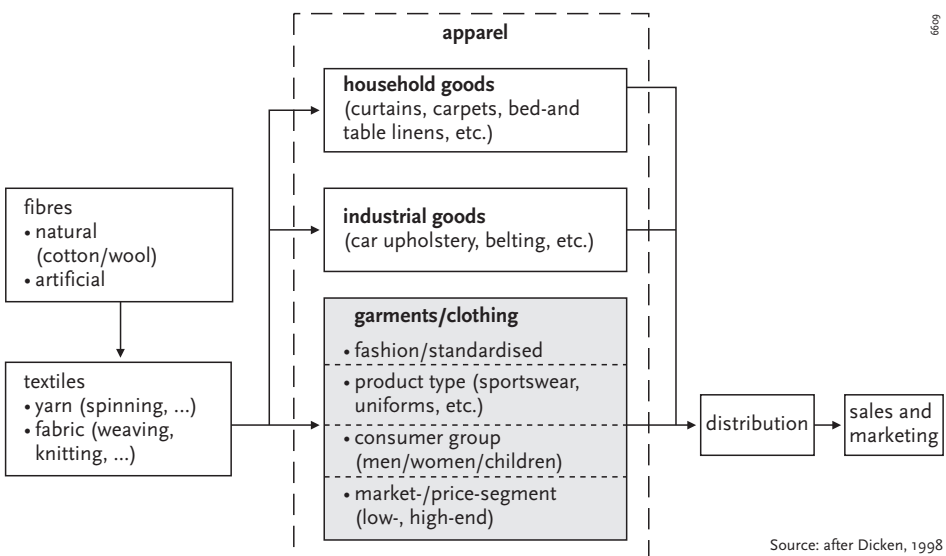 apparel
6609
household goods
(curtains, carpets, bed-and
table linens, etc.)
fibres
• natural
(cotton/wool)
• artificial
industrial goods
(car upholstery, belting, etc.)
textiles
• yarn (spinning, ...)
• fabric (weaving,
knitting, ...)
garments/clothing
• fashion/standardised
• product type (sportswear,
uniforms, etc.)
• consumer group
(men/women/children)
• market-/price-segment
(low-, high-end)
distribution
sales and
marketing
Source: after Dicken, 1998